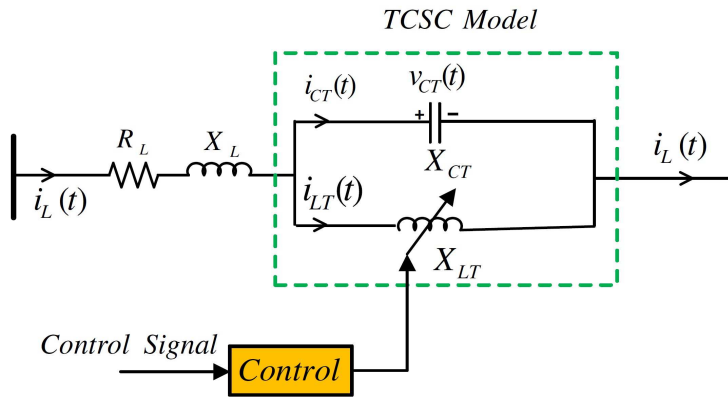 TCSC Model
i_CT(t)
v_CT(t)
+ −
R_L
X_L
X_CT
i_L(t)
i_L(t)
i_LT(t)
X_LT
Control Signal
Control